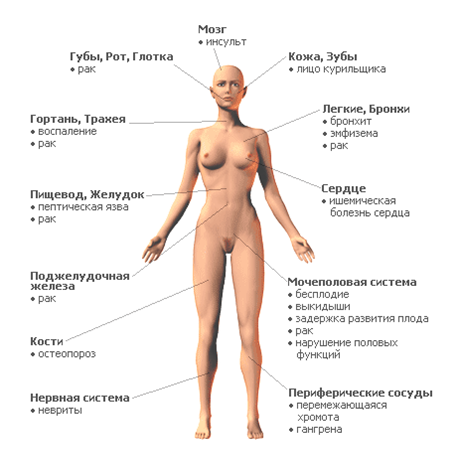 Мозг
• инсульт
Губы, Рот, Глотка
• рак
Кожа, Зубы
• лицо курильщика
Гортань, Трахея
• воспаление
• рак
Легкие, Бронхи
• бронхит
• эмфизема
• рак
Пищевод, Желудок
• пептическая язва
• рак
Сердце
• ишемическая
болезнь сердца
Поджелудочная
железа
• рак
Мочеполовая система
• бесплодие
• выкидыши
• задержка развития плода
• рак
• нарушение половых
функций
Кости
• остеопороз
Нервная система
• невриты
Периферические сосуды
• перемежающаяся
хромота
• гангрена